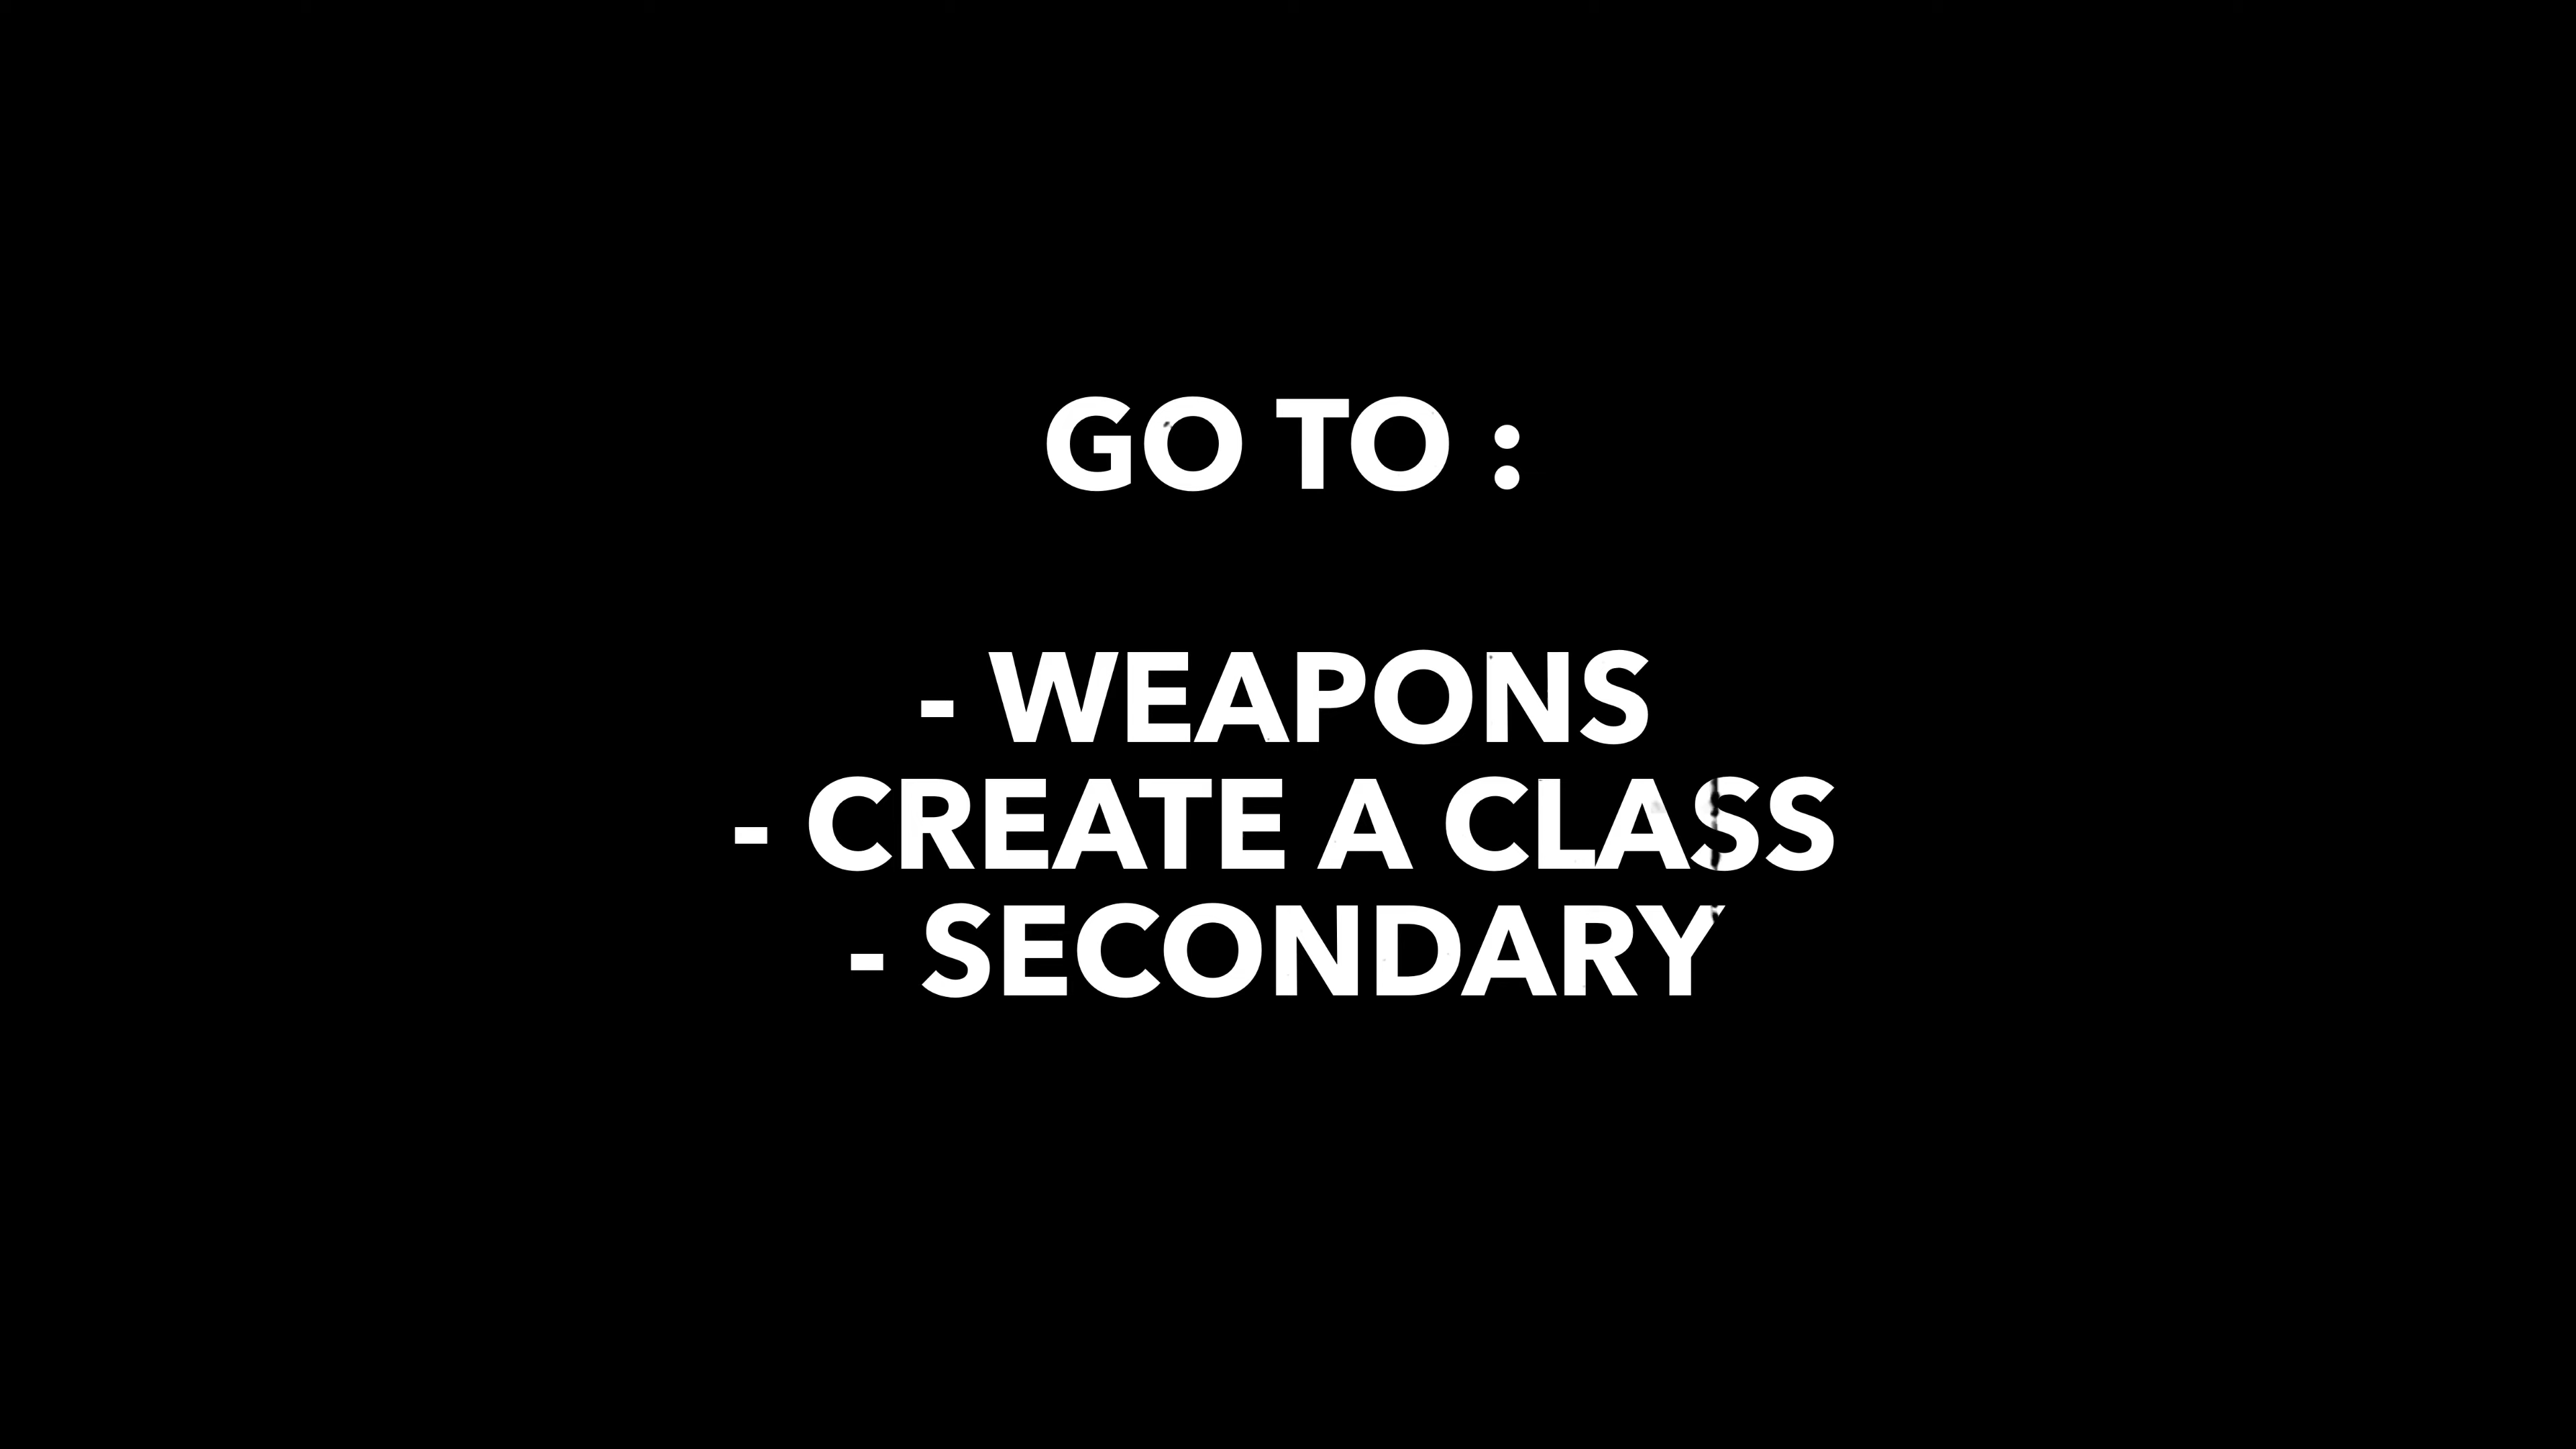 GO TO :
- WEAPONS
- CREATE A CLASS
- SECONDARY